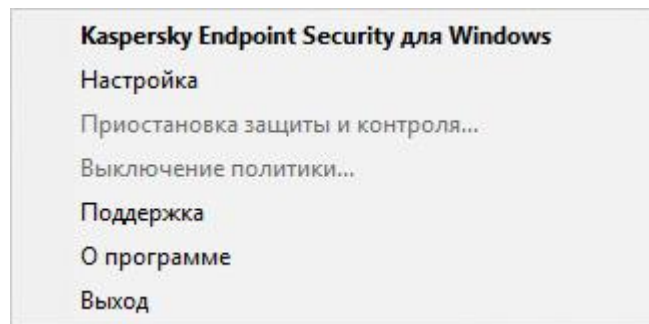 Kaspersky Endpoint Security для Windows
Настройка
Приостановка защиты и контроля...
Выключение политики...
Поддержка
О программе
Выход